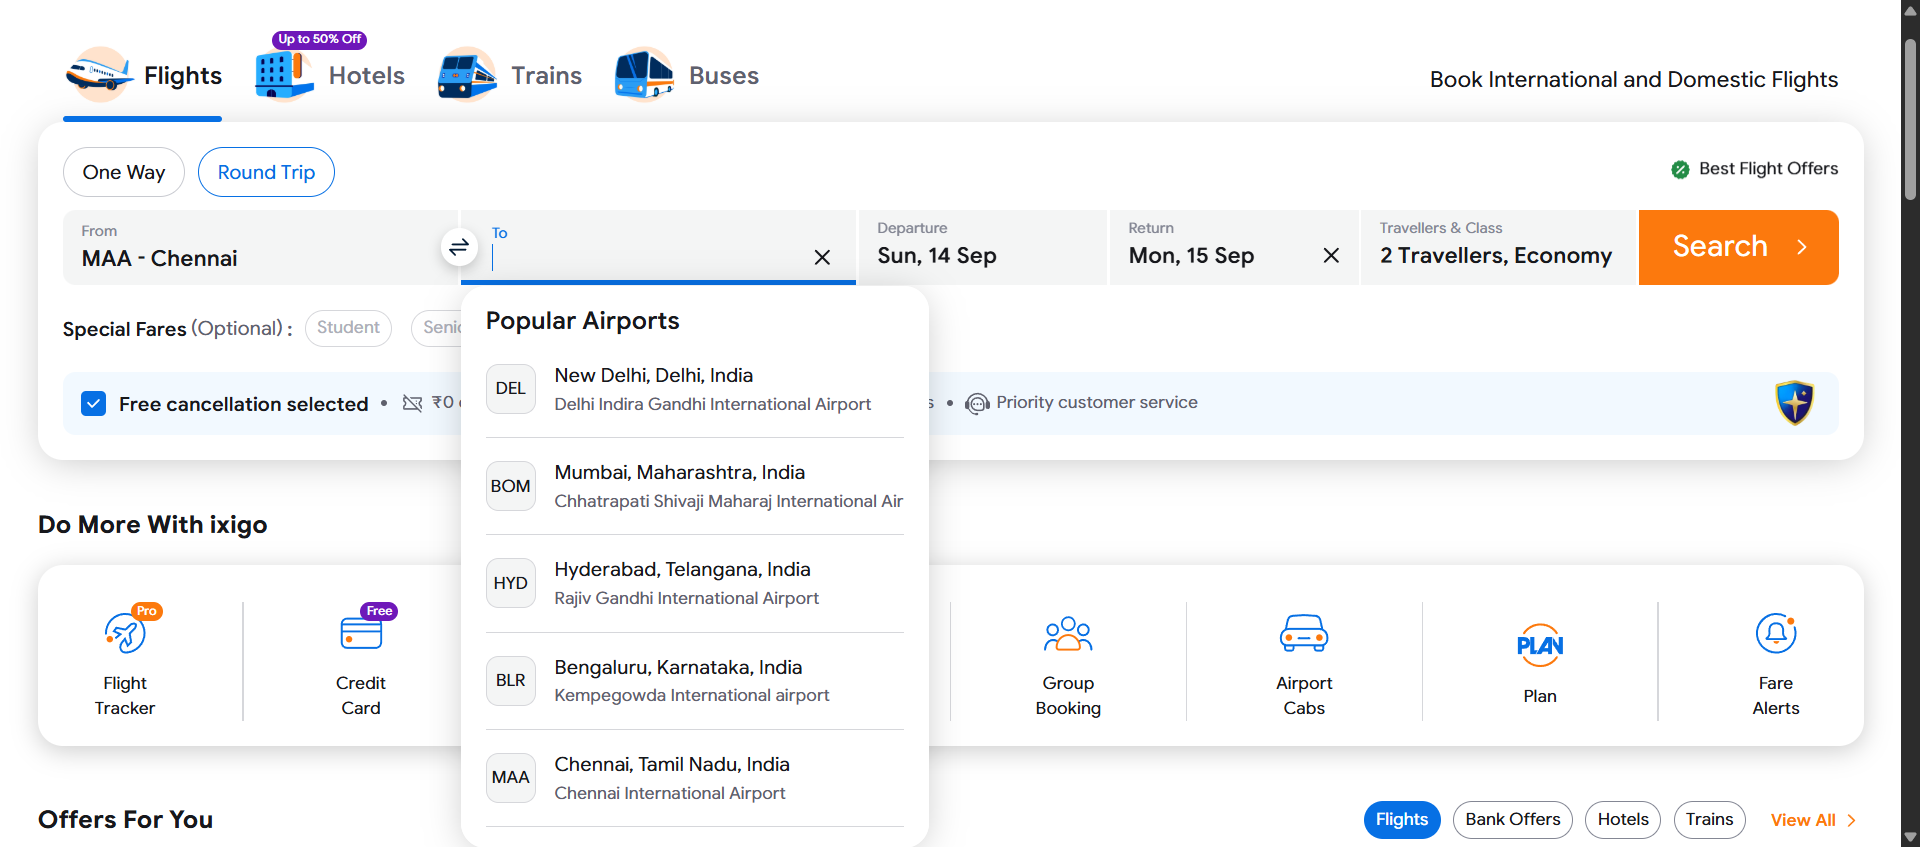 Up to 50% Off
Flights
Hotels
Trains
Buses
Book International and Domestic Flights
One Way
Round Trip
Best Flight Offers
From
MAA - Chennai
To
Departure
Sun, 14 Sep
Return
Mon, 15 Sep
Travellers & Class
2 Travellers, Economy
Search
Special Fares (Optional) :
Student
Popular Airports
DEL
New Delhi, Delhi, India
Delhi Indira Gandhi International Airport
Free cancellation selected • ₹0
• Priority customer service
BOM
Mumbai, Maharashtra, India
Chhatrapati Shivaji Maharaj International Air
HYD
Hyderabad, Telangana, India
Rajiv Gandhi International Airport
BLR
Bengaluru, Karnataka, India
Kempegowda International airport
MAA
Chennai, Tamil Nadu, India
Chennai International Airport
Do More With ixigo
Pro
Flight
Tracker
Free
Credit
Card
Group
Booking
Airport
Cabs
PLAN
Plan
Fare
Alerts
Offers For You
Flights
Bank Offers
Hotels
Trains
View All